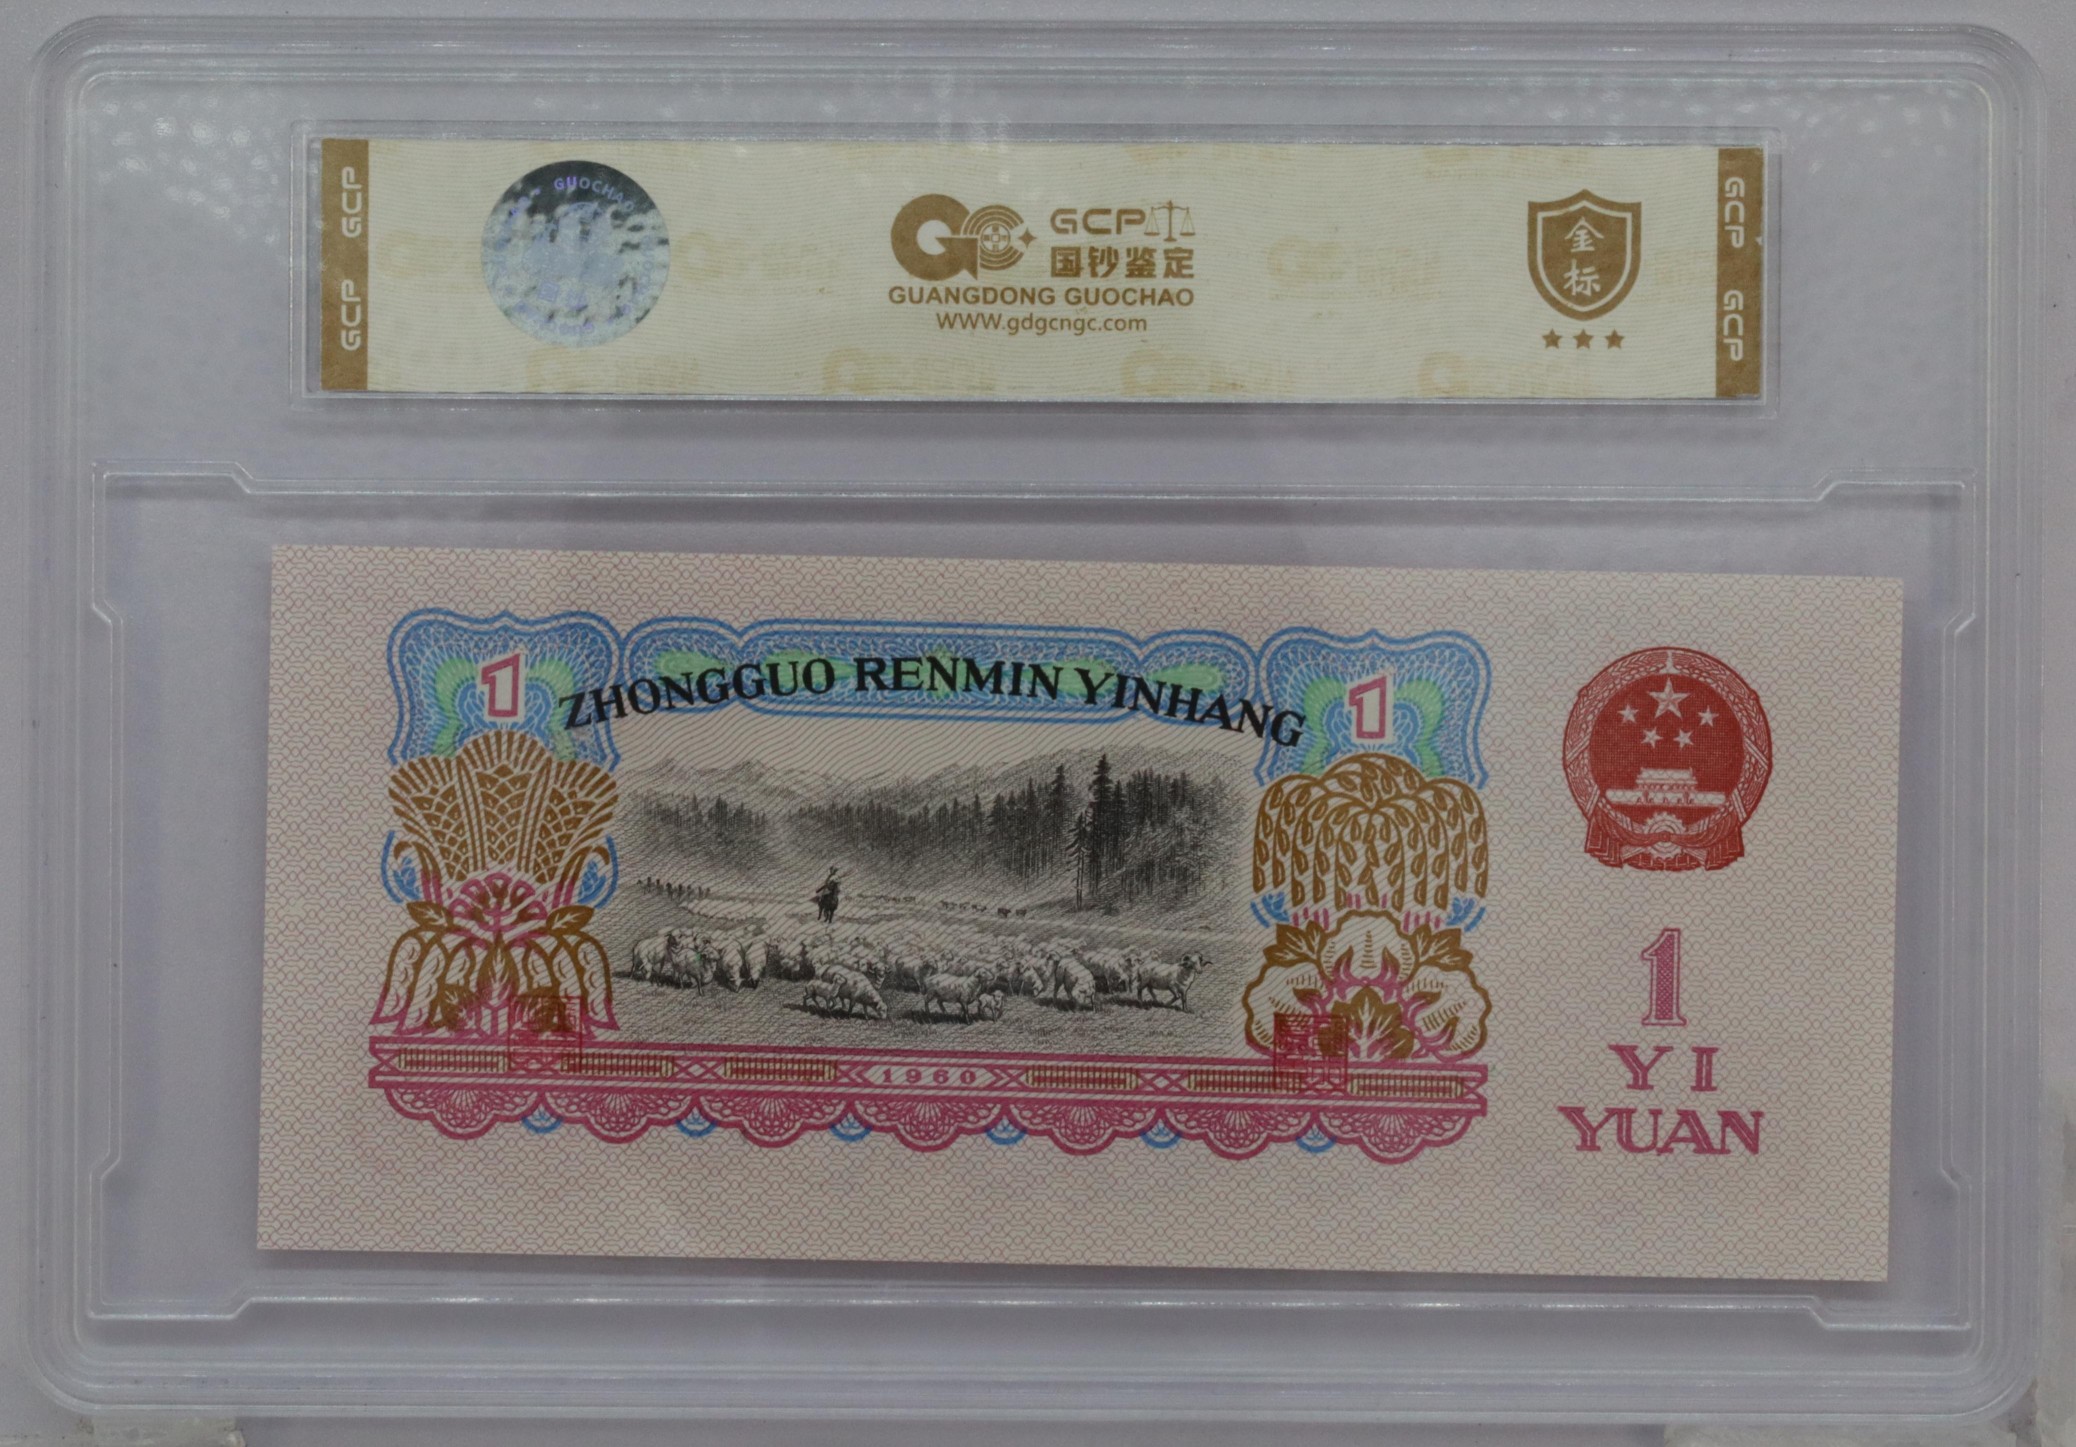 GCP GCP
GUOCHAO
GCP
国钞鉴定
GUANGDONG GUOCHAO
WWW.gdgcngc.com
金
标
GCP GCP
1 ZHONGGUO RENMIN YINHANG 1
1960
1
YI
YUAN